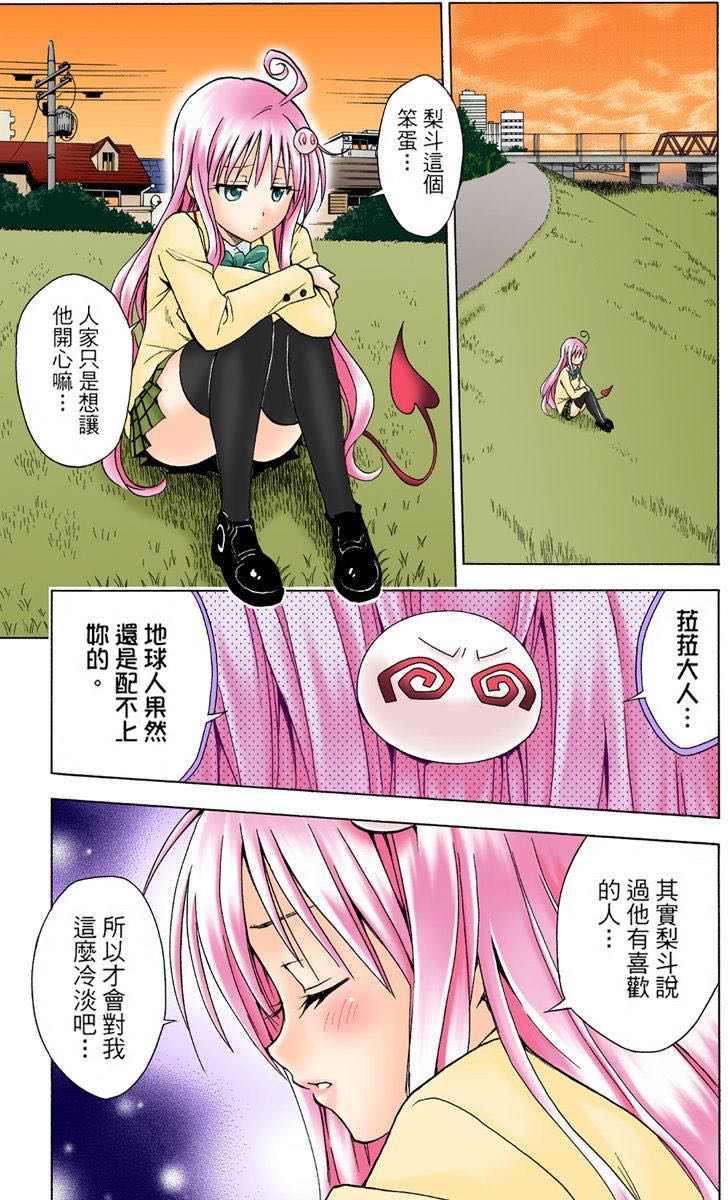 梨斗這個
笨蛋…
人家只是想讓
他開心嘛…
菈菈大人…
地球人果然
還是配不上
妳的。
其實梨斗說
過他有喜歡
的人…
所以才會對我
這麼冷淡吧…